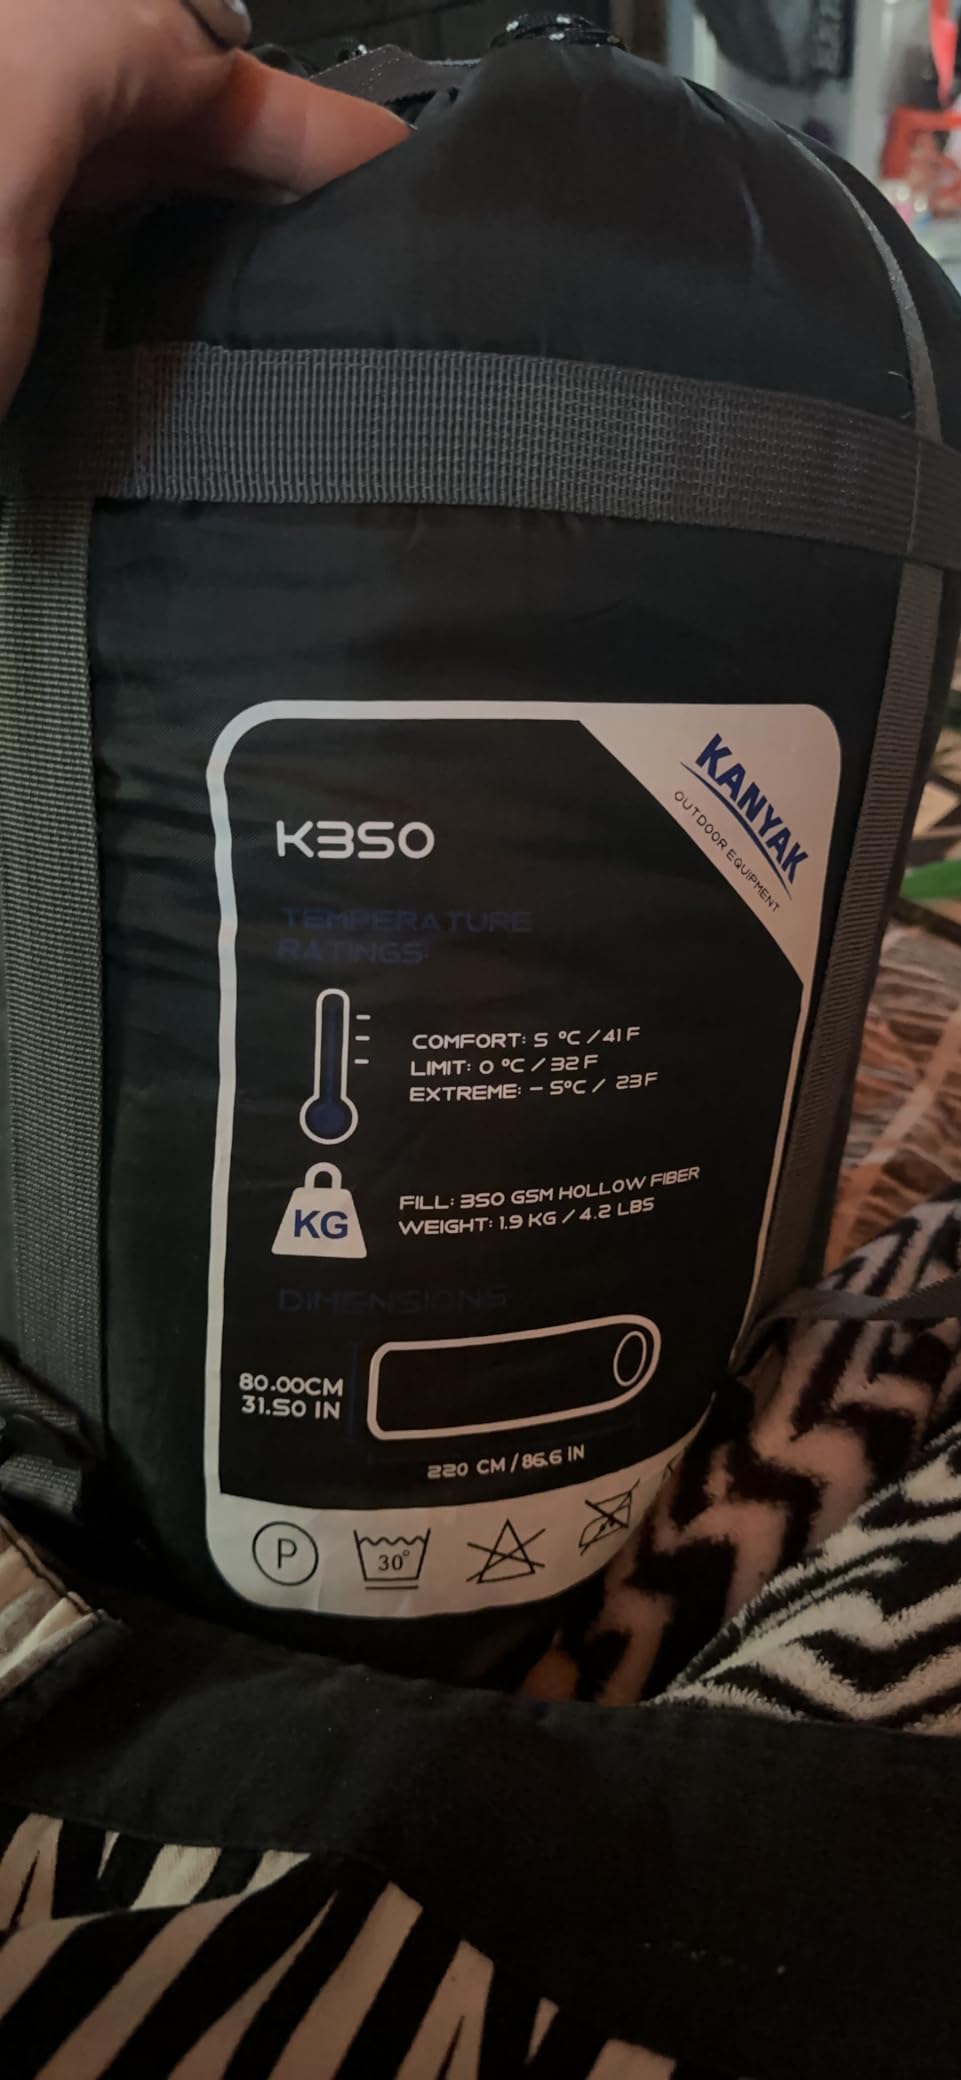 KANYAK
OUTDOOR EQUIPMENT
K350
TEMPERATURE
RATINGS:
COMFORT: 5 °C / 41 F
LIMIT: 0 °C / 32 F
EXTREME: - 5°C / 23 F
KG
FILL: 350 GSM HOLLOW FIBER
WEIGHT: 1.9 KG / 4.2 LBS
DIMENSIONS
80.00CM
31.50 IN
220 CM / 86.6 IN
P
30°